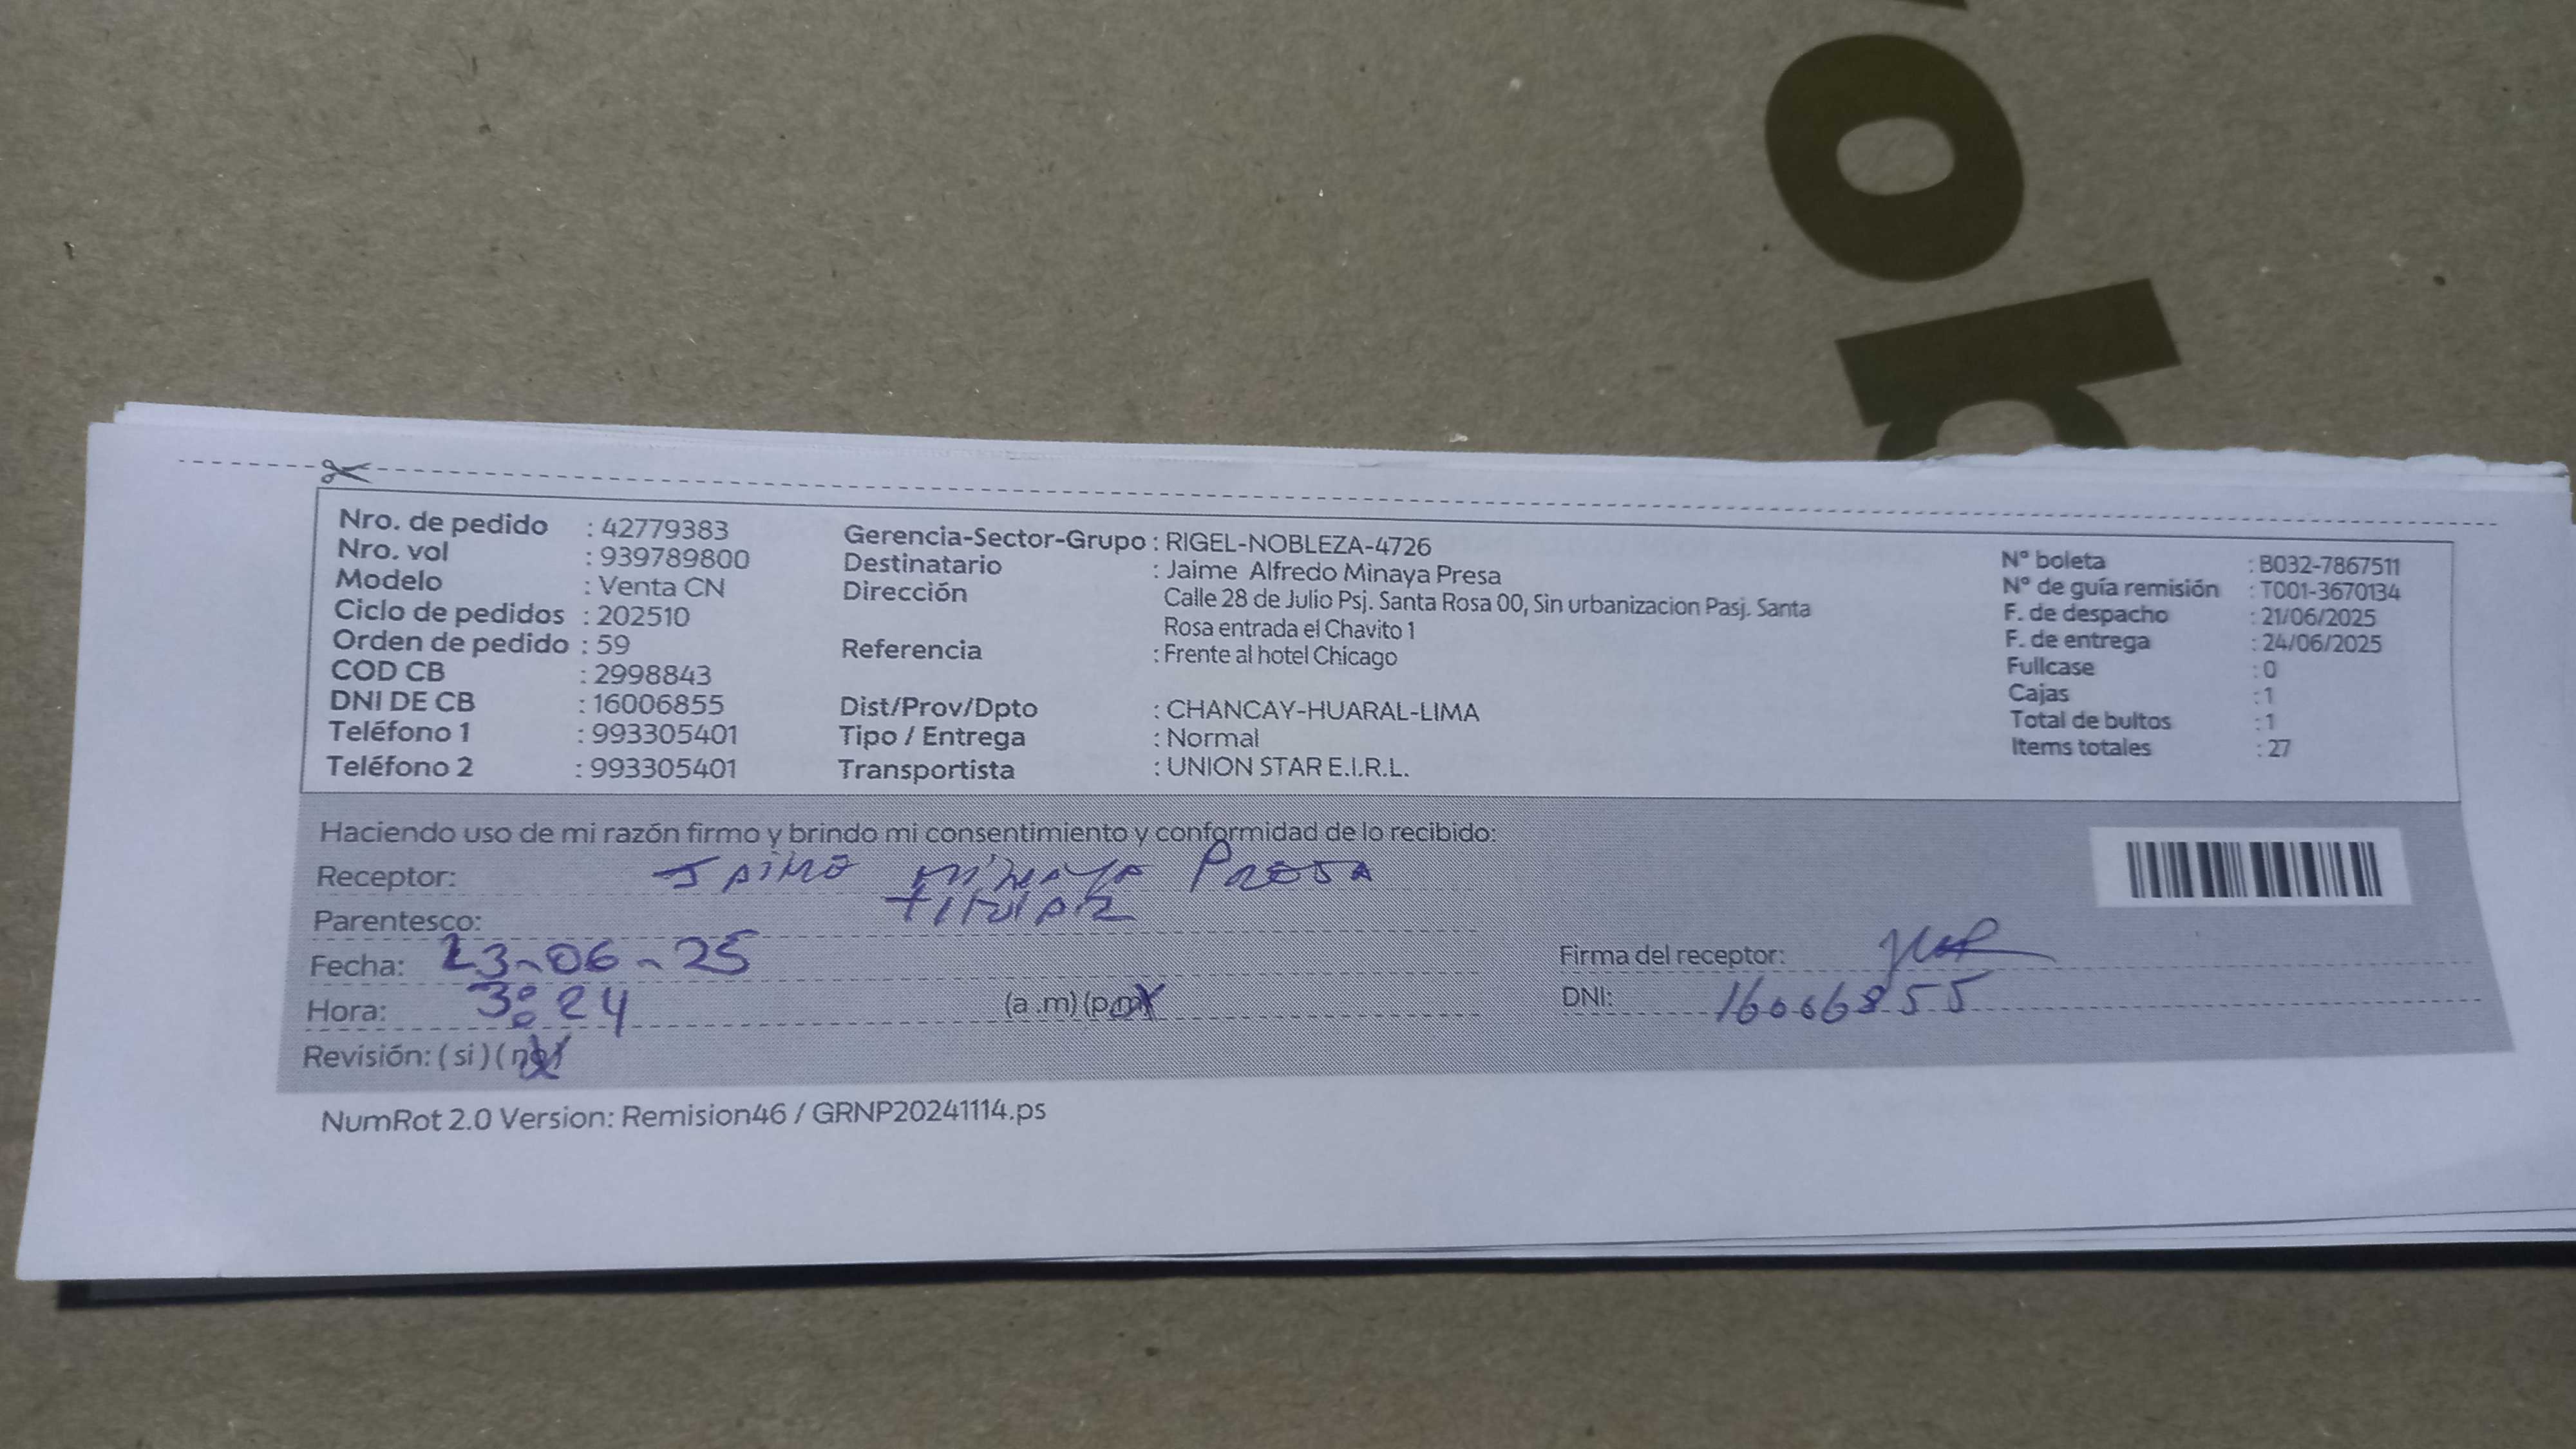 Nro. de pedido : 42779383
Nro. vol : 939789800
Modelo : Venta CN
Ciclo de pedidos : 202510
Orden de pedido : 59
COD CB : 2998843
DNI DE CB : 16006855
Teléfono 1 : 993305401
Teléfono 2 : 993305401
Gerencia-Sector-Grupo : RIGEL-NOBLEZA-4726
Destinatario : Jaime Alfredo Minaya Presa
Dirección Calle 28 de Julio Psj. Santa Rosa 00, Sin urbanizacion Pasj. Santa
Rosa entrada el Chavito 1
Referencia : Frente al hotel Chicago
Dist/Prov/Dpto : CHANCAY-HUARAL-LIMA
Tipo / Entrega : Normal
Transportista : UNION STAR E.I.R.L.
N° boleta : B032-7867511
N° de guía remisión : T001-3670134
F. de despacho : 21/06/2025
F. de entrega : 24/06/2025
Fullcase : 0
Cajas : 1
Total de bultos : 1
Items totales : 27
Haciendo uso de mi razón firmo y brindo mi consentimiento y conformidad de lo recibido:
Receptor: Jaime Minaya Presa
Parentesco: titular
Fecha: 23-06-25
Hora: 3:24 (a .m) (p.m)
Revisión: ( si ) ( no )
Firma del receptor:
DNI: 16006855
NumRot 2.0 Version: Remision46 / GRNP20241114.ps